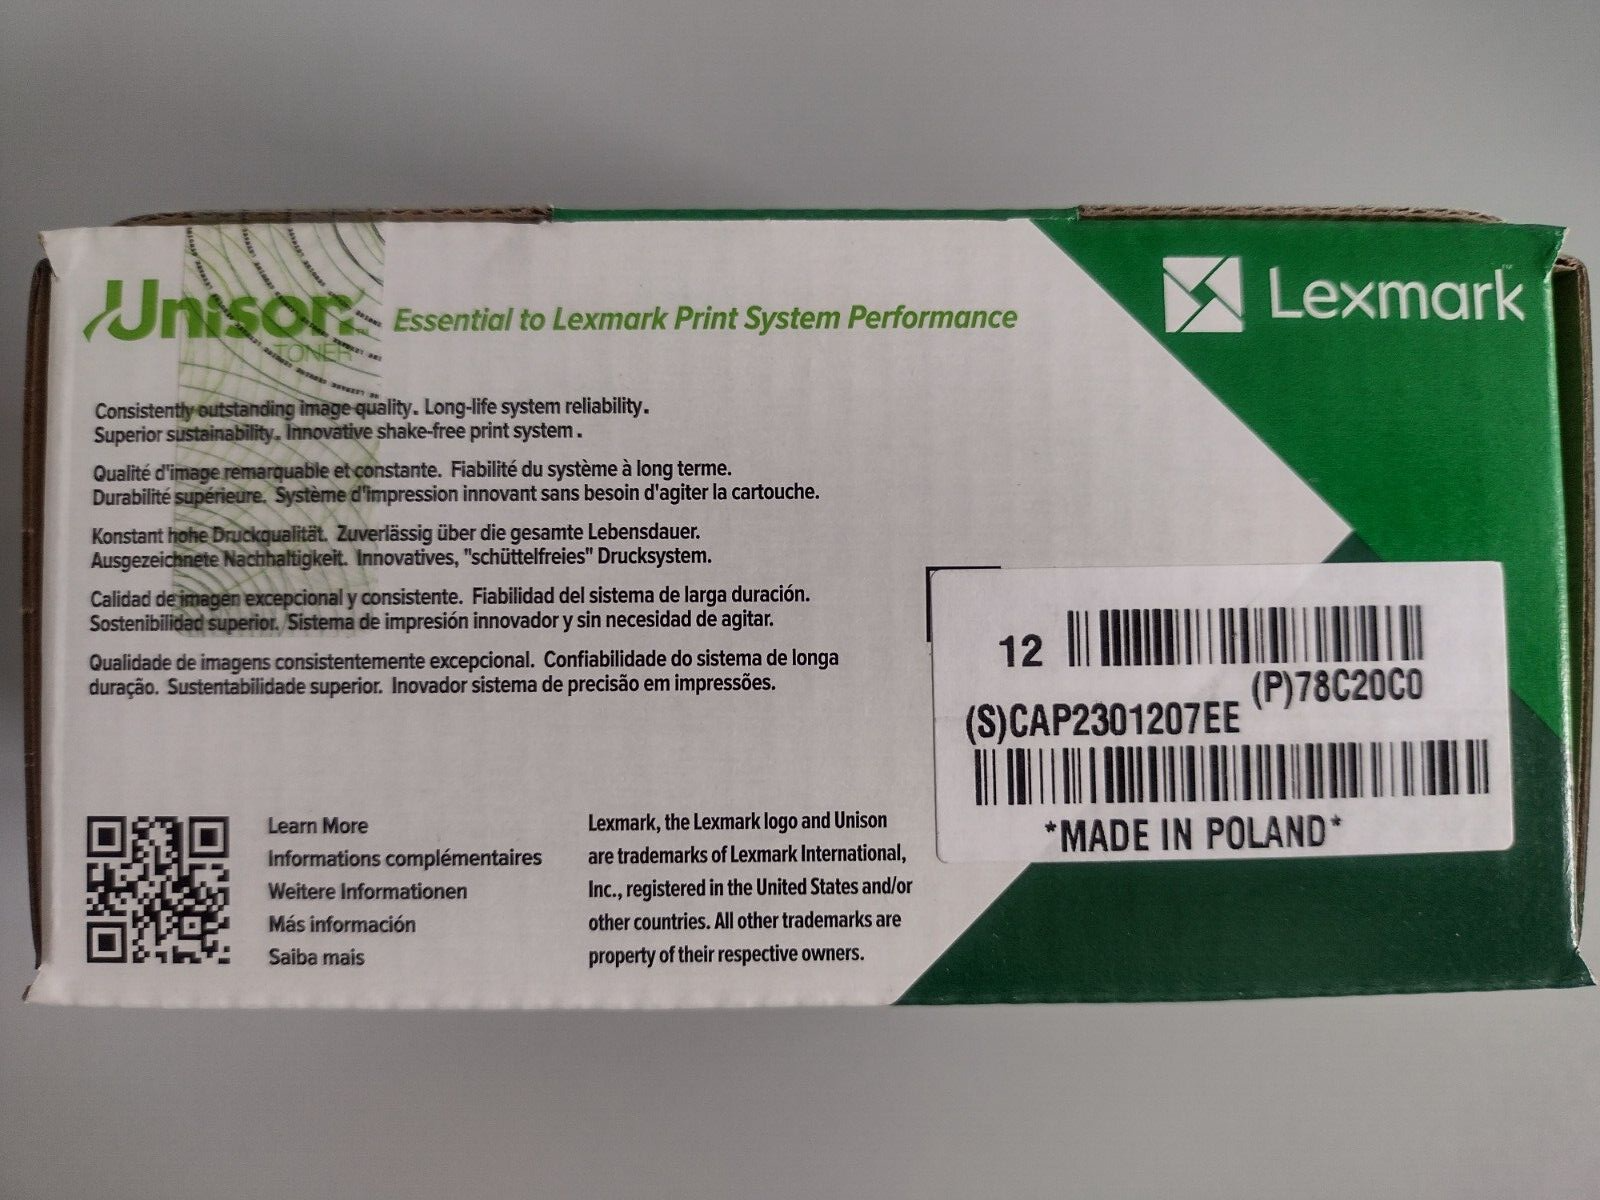 Unison
TONER
Essential to Lexmark Print System Performance
Lexmark
Consistently outstanding image quality. Long-life system reliability.
Superior sustainability. Innovative shake-free print system.
Qualité d'image remarquable et constante. Fiabilité du système à long terme.
Durabilité supérieure. Système d'impression innovant sans besoin d'agiter la cartouche.
Konstant hohe Druckqualität. Zuverlässig über die gesamte Lebensdauer.
Ausgezeichnete Nachhaltigkeit. Innovatives, "schüttelfreies" Drucksystem.
Calidad de imagen excepcional y consistente. Fiabilidad del sistema de larga duración.
Sostenibilidad superior. Sistema de impresión innovador y sin necesidad de agitar.
Qualidade de imagens consistentemente excepcional. Confiabilidade do sistema de longa
duração. Sustentabilidade superior. Inovador sistema de precisão em impressões.
12
(P)78C20C0
(S)CAP2301207EE
*MADE IN POLAND*
Learn More
Informations complémentaires
Weitere Informationen
Más información
Saiba mais
Lexmark, the Lexmark logo and Unison
are trademarks of Lexmark International,
Inc., registered in the United States and/or
other countries. All other trademarks are
property of their respective owners.